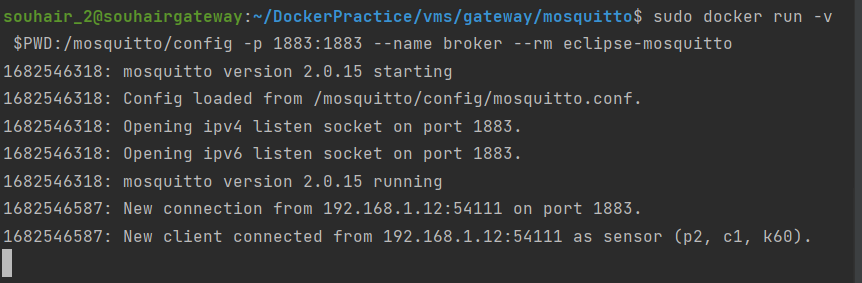 souhair_2@souhairgateway:~/DockerPractice/vms/gateway/mosquitto$ sudo docker run -v
$PWD:/mosquitto/config -p 1883:1883 --name broker --rm eclipse-mosquitto
1682546318: mosquitto version 2.0.15 starting
1682546318: Config loaded from /mosquitto/config/mosquitto.conf.
1682546318: Opening ipv4 listen socket on port 1883.
1682546318: Opening ipv6 listen socket on port 1883.
1682546318: mosquitto version 2.0.15 running
1682546587: New connection from 192.168.1.12:54111 on port 1883.
1682546587: New client connected from 192.168.1.12:54111 as sensor (p2, c1, k60).